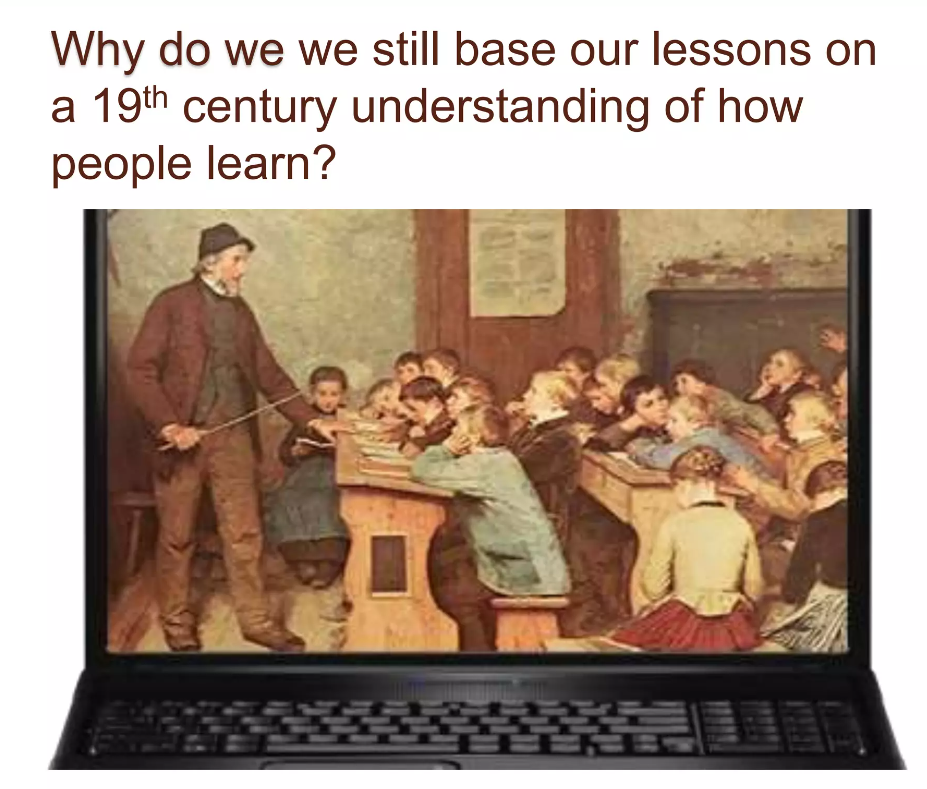 Why do we we still base our lessons on
a 19th century understanding of how
people learn?